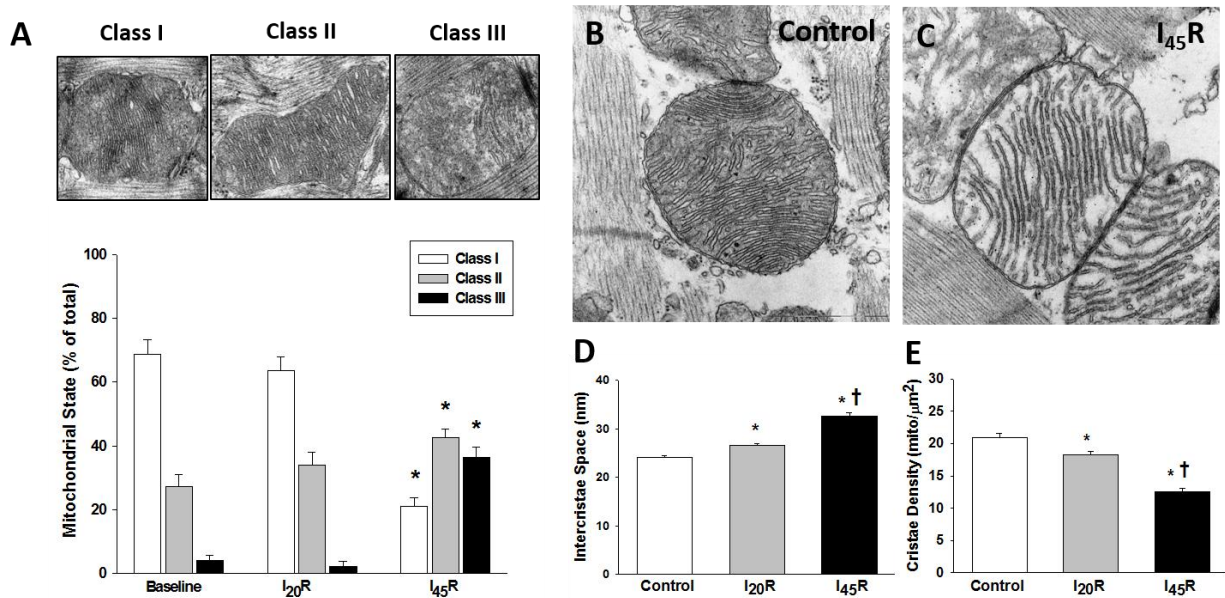 A
Class I
Class II
Class III
Mitochondrial State (% of total)
100
80
60
40
20
0
Class I
Class II
Class III
*
*
*
Baseline
I₂₀R
I₄₅R
B
Control
C
I₄₅R
D
Intercristae Space (nm)
40
30
20
10
0
*
* †
Control
I₂₀R
I₄₅R
E
Cristae Density (mito/μm²)
30
25
20
15
10
5
0
*
* †
Control
I₂₀R
I₄₅R